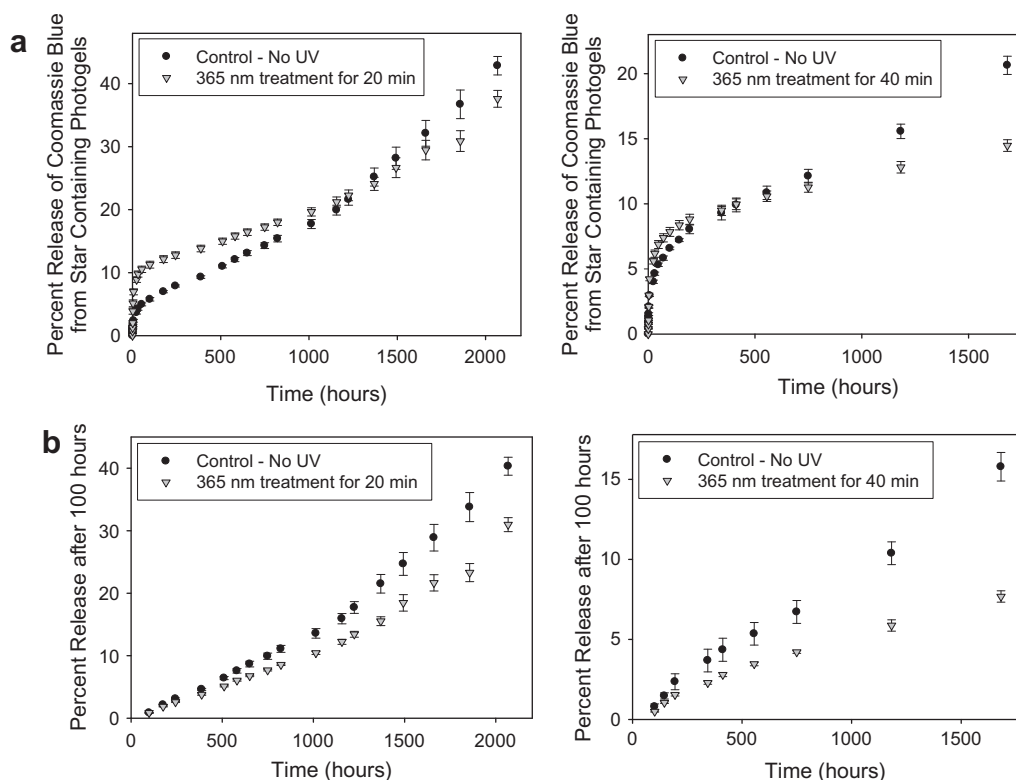 a
Percent Release of Coomassie Blue
from Star Containing Photogels
40
30
20
10
0
Control - No UV
365 nm treatment for 20 min
0 500 1000 1500 2000
Time (hours)
Percent Release of Coomassie Blue
from Star Containing Photogels
20
15
10
5
0
Control - No UV
365 nm treatment for 40 min
0 500 1000 1500
Time (hours)
b
Percent Release after 100 hours
40
30
20
10
0
Control - No UV
365 nm treatment for 20 min
0 500 1000 1500 2000
Time (hours)
Percent Release after 100 hours
15
10
5
0
Control - No UV
365 nm treatment for 40 min
0 500 1000 1500
Time (hours)